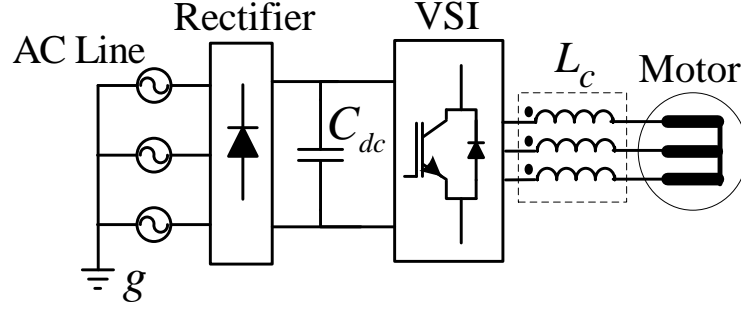 Rectifier
VSI
AC Line
L_c
Motor
C_dc
g